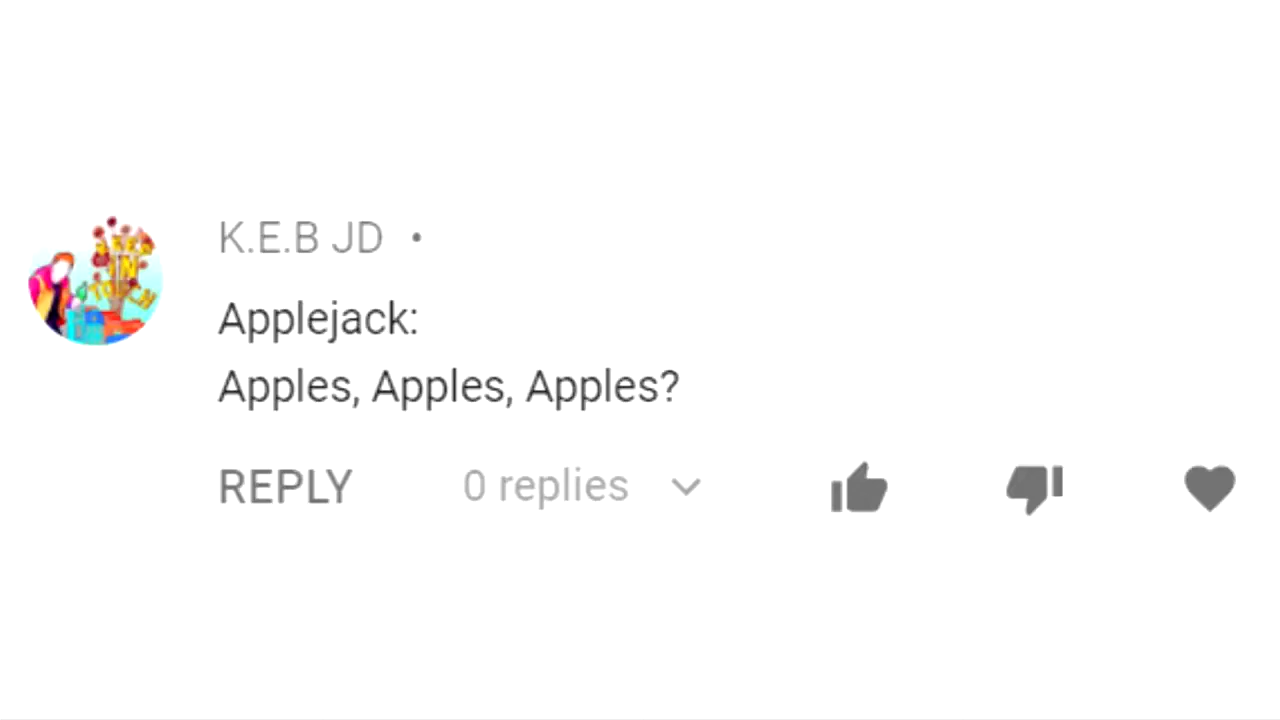 K.E.B JD •
Applejack:
Apples, Apples, Apples?
REPLY 0 replies